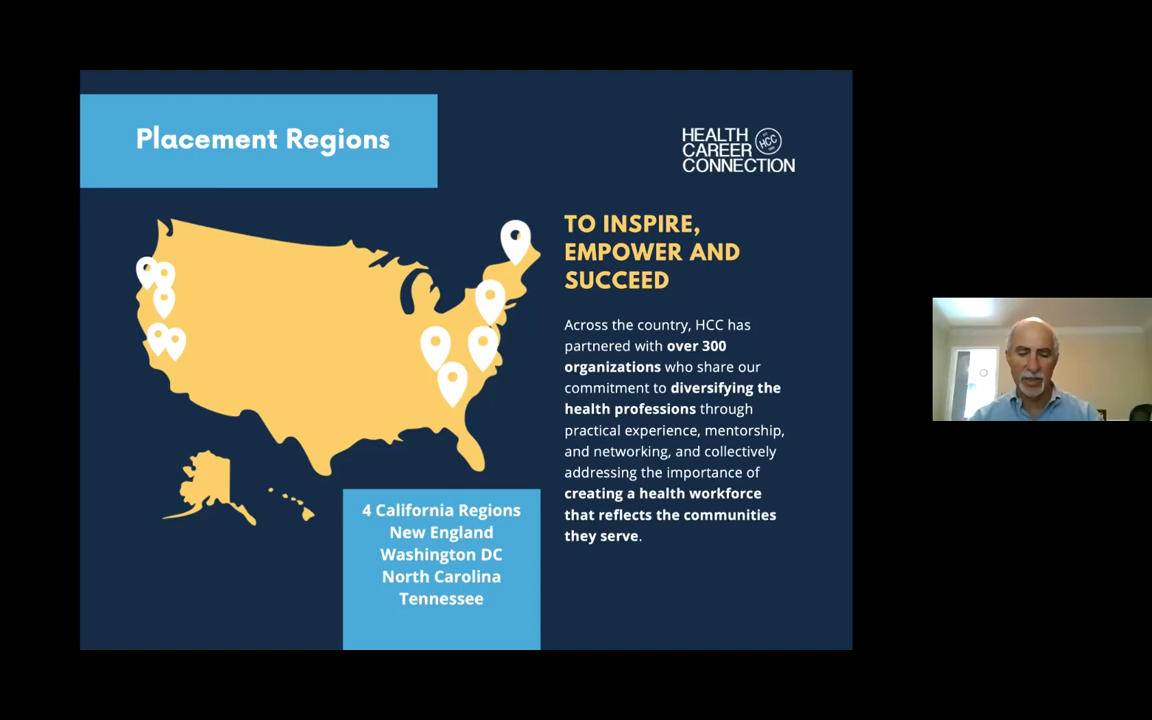 Placement Regions
HEALTH
CAREER
CONNECTION
HCC
TO INSPIRE,
EMPOWER AND
SUCCEED
Across the country, HCC has
partnered with over 300
organizations who share our
commitment to diversifying the
health professions through
practical experience, mentorship,
and networking, and collectively
addressing the importance of
creating a health workforce
that reflects the communities
they serve.
4 California Regions
New England
Washington DC
North Carolina
Tennessee